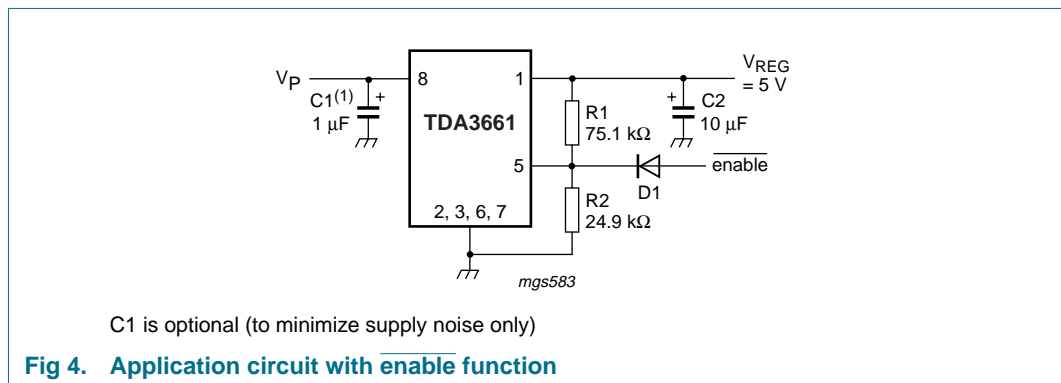 V_P
8
1
V_REG
= 5 V
C1(1)
+
1 μF
TDA3661
R1
75.1 kΩ
+
C2
10 μF
5
enable
D1
R2
24.9 kΩ
2, 3, 6, 7
mgs583
C1 is optional (to minimize supply noise only)
Fig 4. Application circuit with enable function